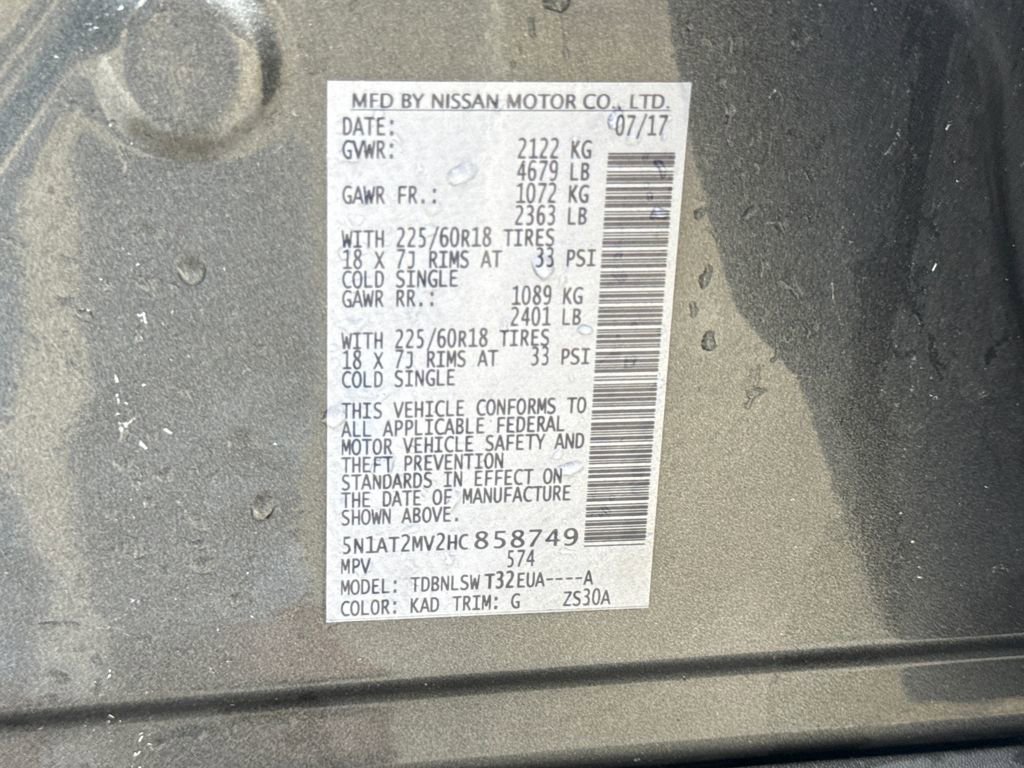 MFD BY NISSAN MOTOR CO., LTD.
DATE: 07/17
GVWR: 2122 KG
4679 LB
GAWR FR.: 1072 KG
2363 LB
WITH 225/60R18 TIRES
18 X 7J RIMS AT 33 PSI
COLD SINGLE
GAWR RR.: 1089 KG
2401 LB
WITH 225/60R18 TIRES
18 X 7J RIMS AT 33 PSI
COLD SINGLE
THIS VEHICLE CONFORMS TO
ALL APPLICABLE FEDERAL
MOTOR VEHICLE SAFETY AND
THEFT PREVENTION
STANDARDS IN EFFECT ON
THE DATE OF MANUFACTURE
SHOWN ABOVE.
5N1AT2MV2HC858749
MPV 574
MODEL: TDBNLSWT32EUA----A
COLOR: KAD TRIM: G ZS30A